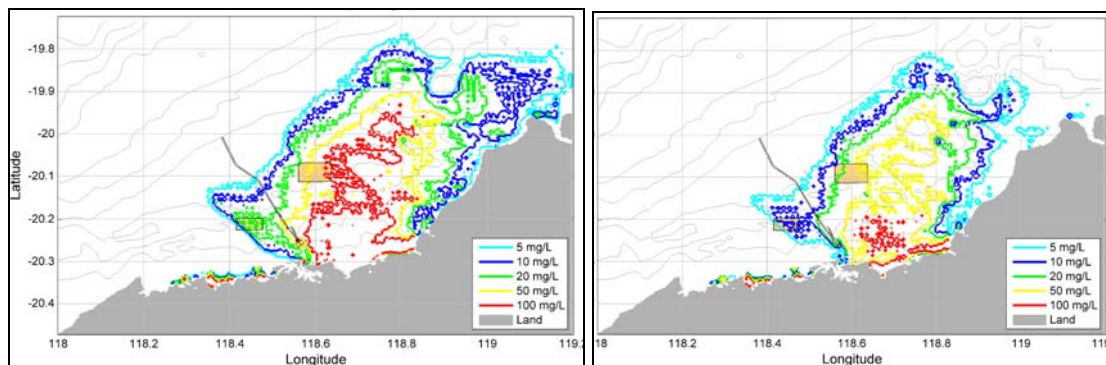 -19.8
-19.9
-20
-20.1
-20.2
-20.3
-20.4
Latitude
118 118.2 118.4 118.6 118.8 119 119.2
Longitude
5 mg/L
10 mg/L
20 mg/L
50 mg/L
100 mg/L
Land
18 118.2 118.4 118.6 118.8 119
Longitude
5 mg/L
10 mg/L
20 mg/L
50 mg/L
100 mg/L
Land